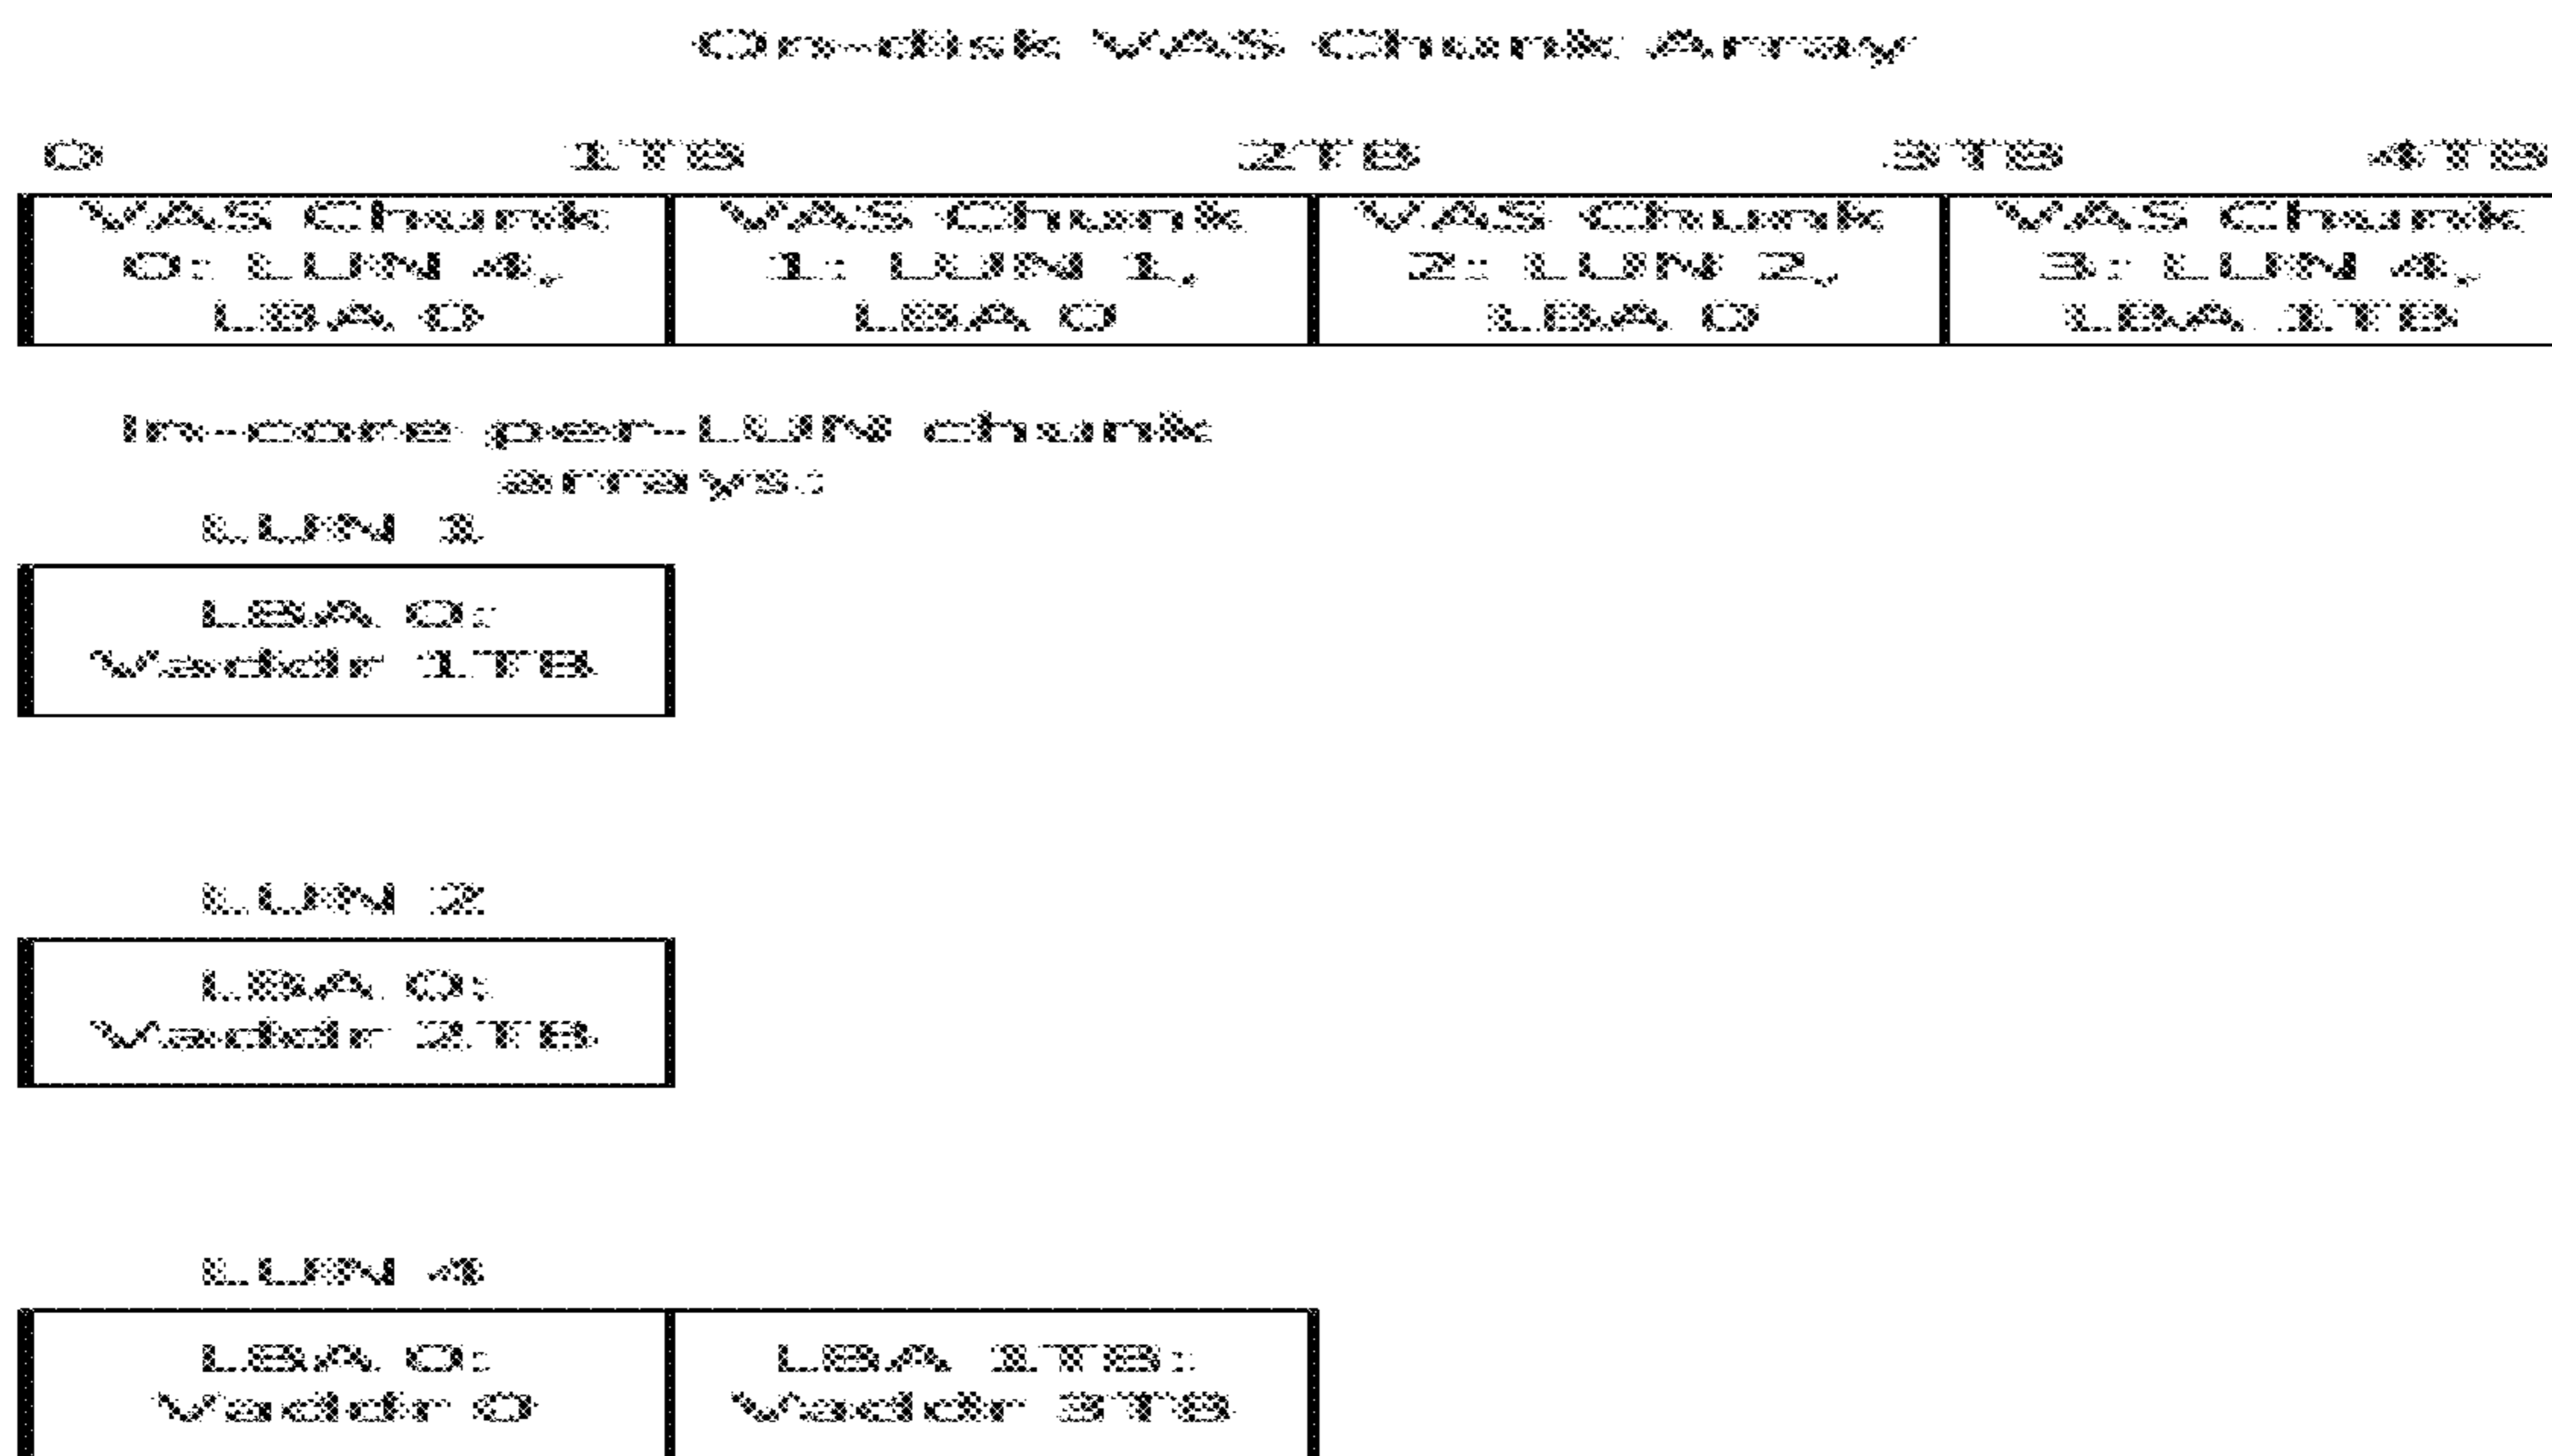 On-disk VAS Chunk Array
0 1TB 2TB 3TB 4TB
VAS Chunk
0: LUN 4,
LBA 0
VAS Chunk
1: LUN 1,
LBA 0
VAS Chunk
2: LUN 2,
LBA 0
VAS Chunk
3: LUN 4,
LBA 1TB
In-core per-LUN chunk
arrays:
LUN 1
LBA 0:
Vaddr 1TB
LUN 2
LBA 0:
Vaddr 2TB
LUN 4
LBA 0:
Vaddr 0
LBA 1TB:
Vaddr 3TB